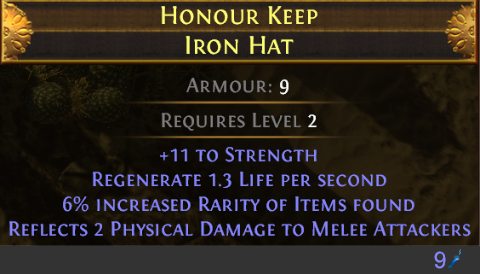 Honour Keep
Iron Hat
Armour: 9
Requires Level 2
+11 to Strength
Regenerate 1.3 Life per second
6% increased Rarity of Items found
Reflects 2 Physical Damage to Melee Attackers
9